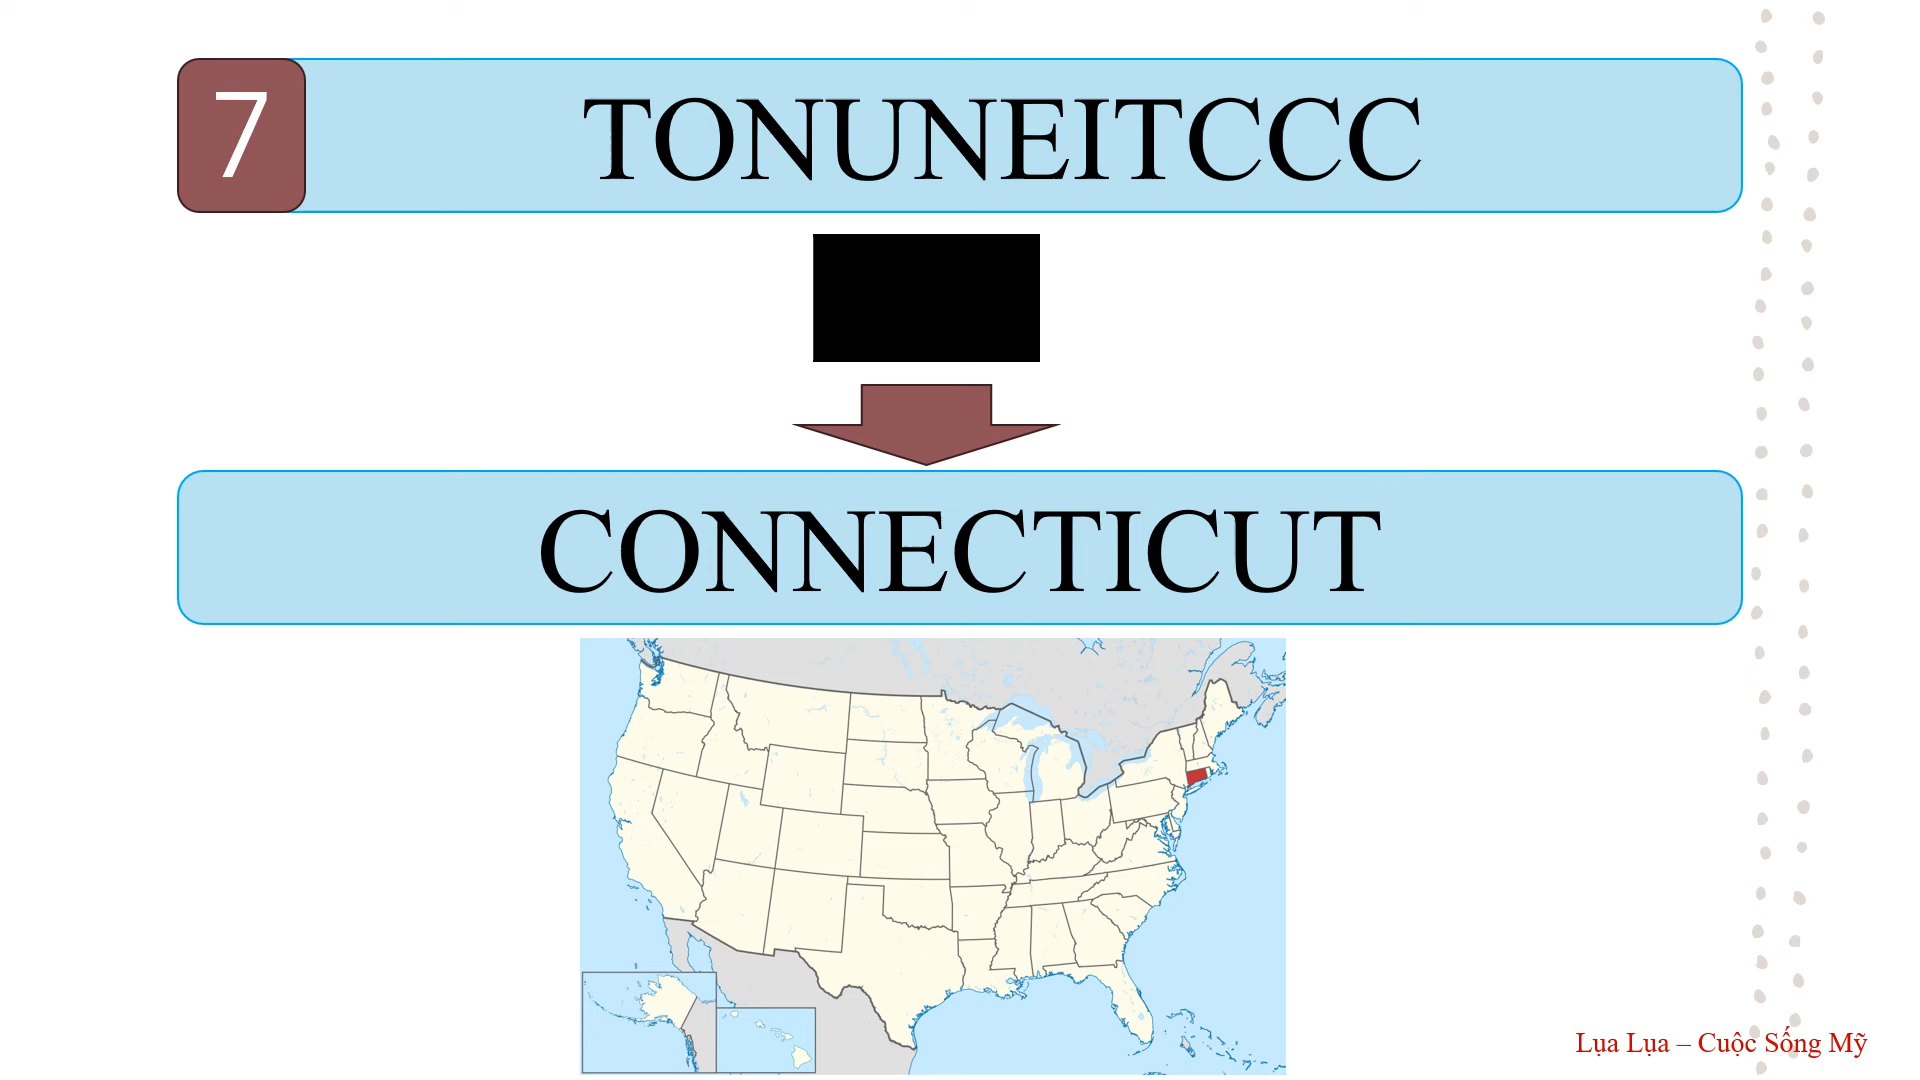 7 TONUNEITCCC
CONNECTICUT
Lụa Lụa – Cuộc Sống Mỹ